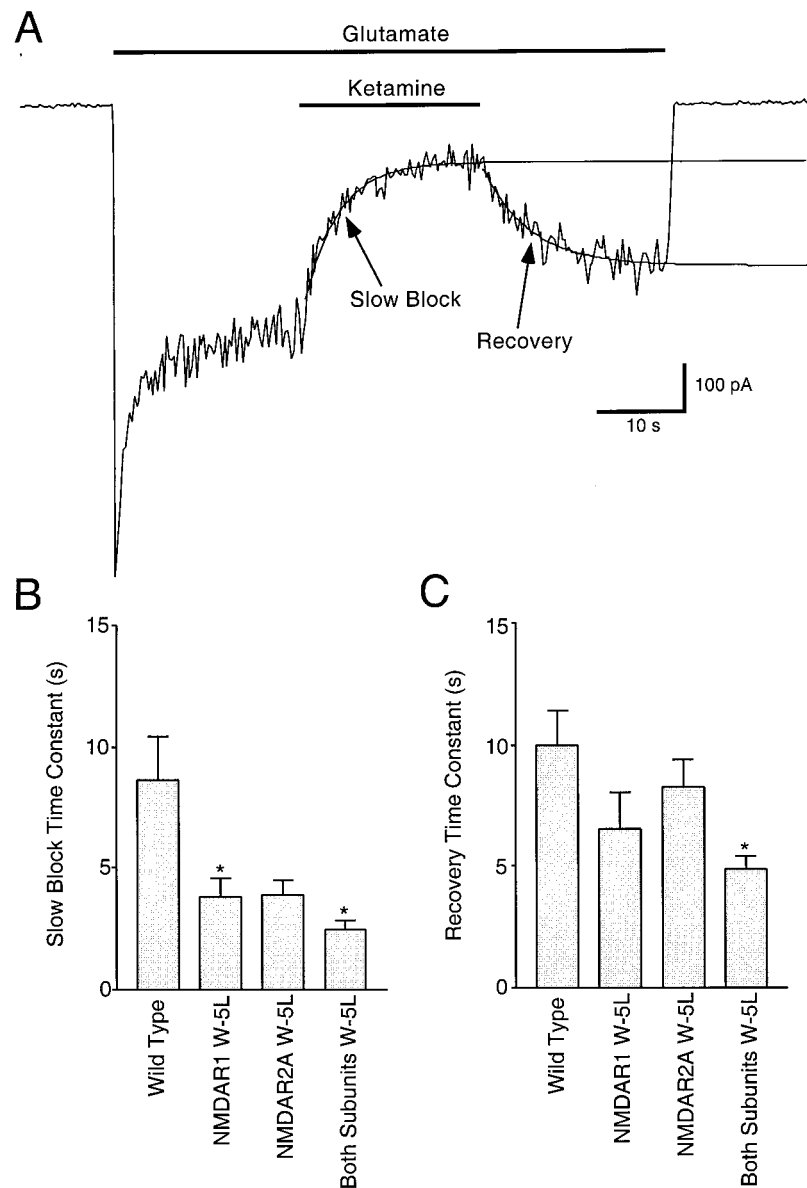 A
Glutamate
Ketamine
Slow Block
Recovery
100 pA
10 s
B
Slow Block Time Constant (s)
15
10
5
0
*
*
Wild Type
NMDAR1 W-5L
NMDAR2A W-5L
Both Subunits W-5L
C
Recovery Time Constant (s)
15
10
5
0
*
Wild Type
NMDAR1 W-5L
NMDAR2A W-5L
Both Subunits W-5L